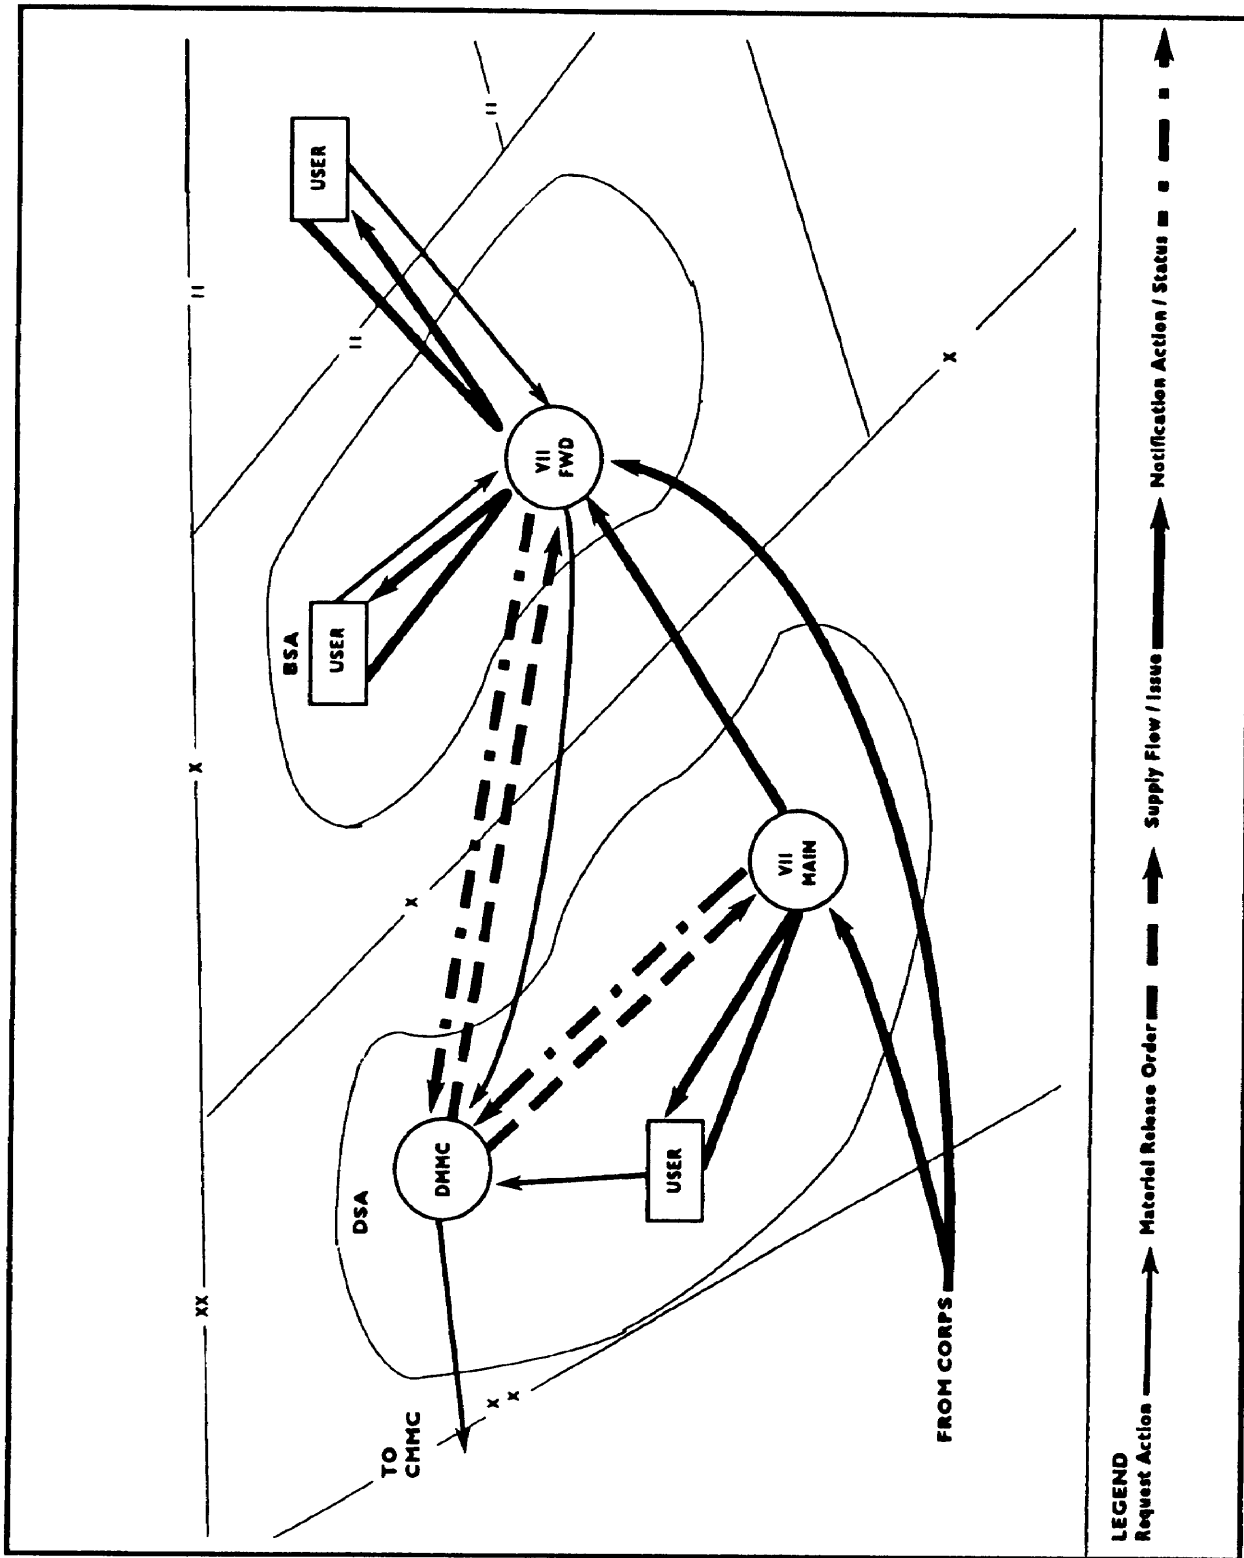 TO
CMMC
XX
X
X
DSA
DMMC
USER
FROM CORPS
X
X
VII
MAIN
BSA
USER
VII
FWD
II
II
USER
II
X
LEGEND
Request Action
Materiel Release Order
Supply Flow / Issue
Notification Action / Status